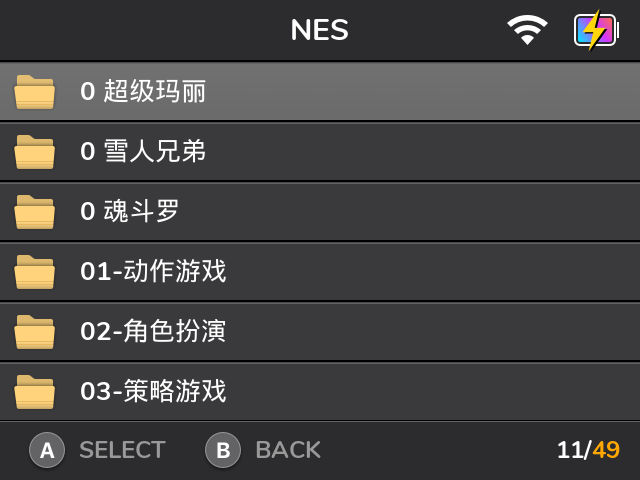 NES
0 超级玛丽
0 雪人兄弟
0 魂斗罗
01-动作游戏
02-角色扮演
03-策略游戏
A SELECT B BACK 11/49